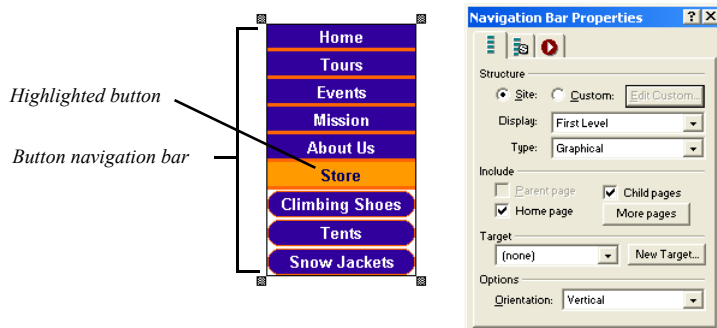 Highlighted button
Button navigation bar
Home
Tours
Events
Mission
About Us
Store
Climbing Shoes
Tents
Snow Jackets
Navigation Bar Properties
Structure
Site: Custom: Edit Custom...
Display: First Level
Type: Graphical
Include
Parent page Child pages
Home page More pages
Target
(none) New Target...
Options
Orientation: Vertical